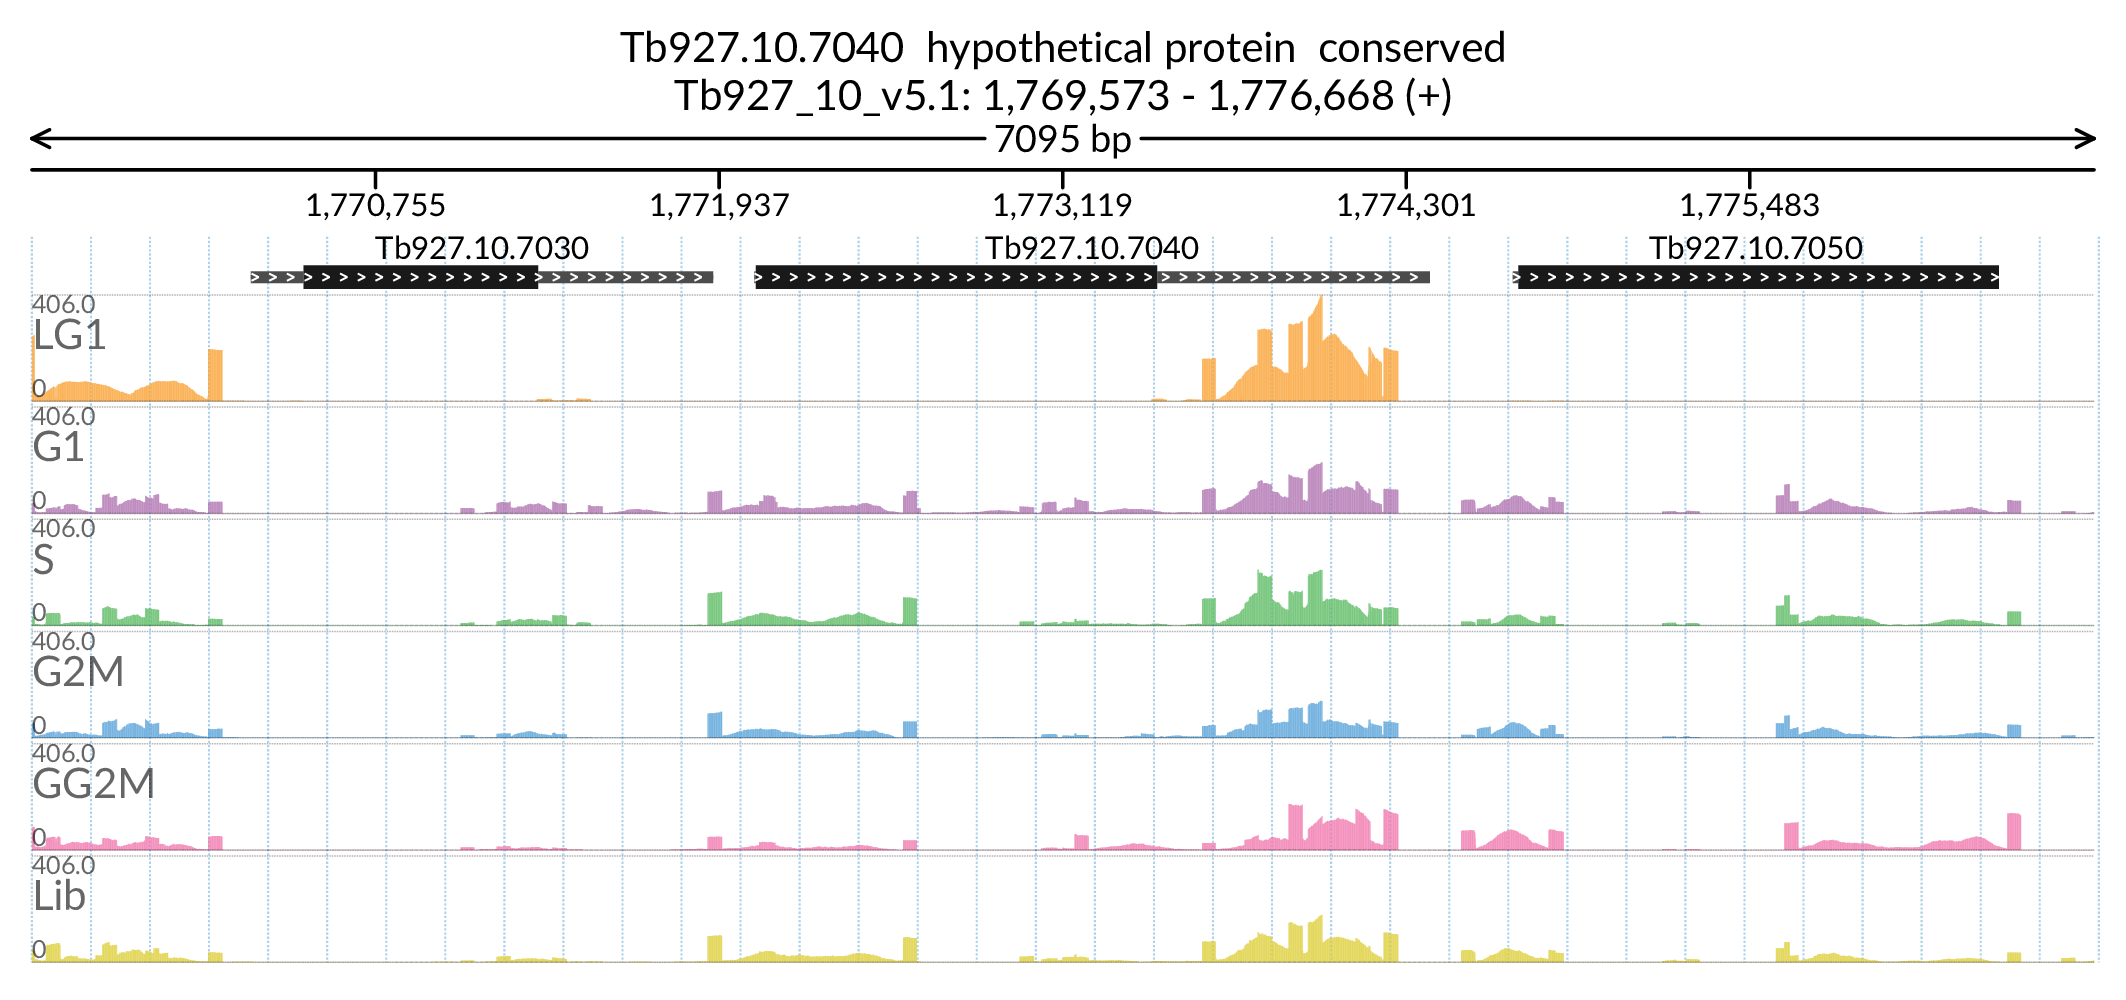 Tb927.10.7040 hypothetical protein conserved
Tb927_10_v5.1: 1,769,573 - 1,776,668 (+)
7095 bp
1,770,755 1,771,937 1,773,119 1,774,301 1,775,483
Tb927.10.7030 Tb927.10.7040 Tb927.10.7050
406.0
LG1
0
406.0
G1
0
406.0
S
0
406.0
G2M
0
406.0
GG2M
0
406.0
Lib
0